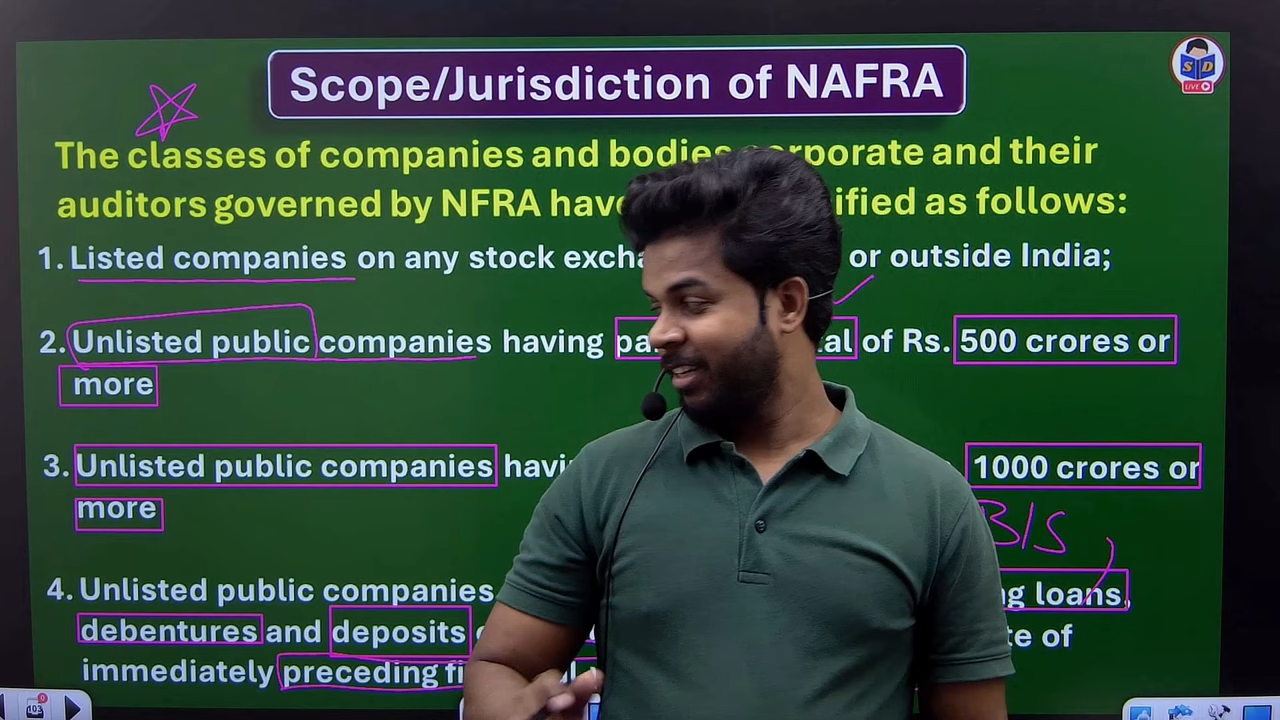 Scope/Jurisdiction of NAFRA
S D
LIVE
The classes of companies and bodies corporate and their
auditors governed by NFRA have ified as follows:
1. Listed companies on any stock excha or outside India;
2. Unlisted public companies having pa al of Rs. 500 crores or
more
3. Unlisted public companies havi 1000 crores or
more
B/S
4. Unlisted public companies g loans,
debentures and deposits te of
immediately preceding fi
103